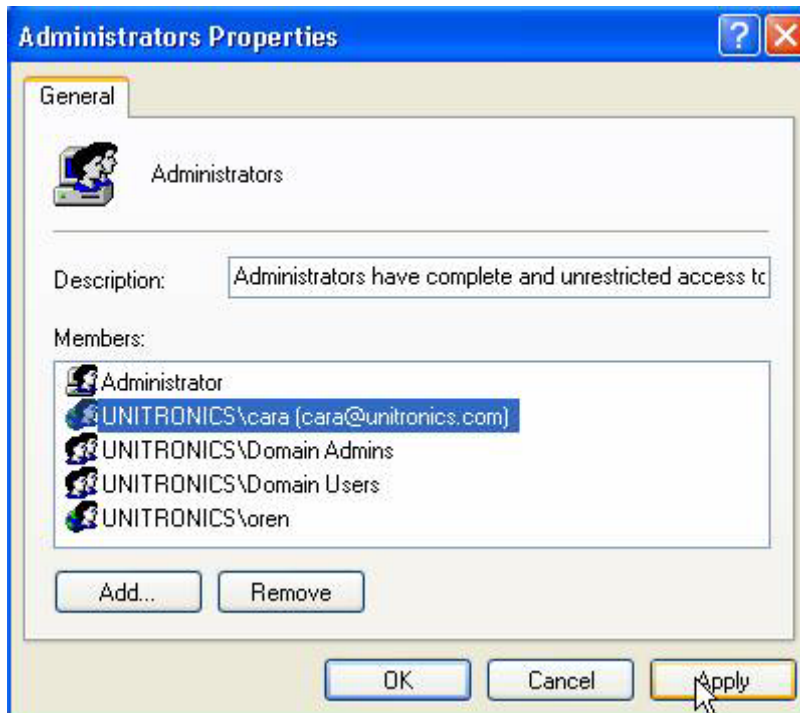 Administrators Properties
General
Administrators
Description: Administrators have complete and unrestricted access to
Members:
Administrator
UNITRONICS\cara (cara@unitronics.com)
UNITRONICS\Domain Admins
UNITRONICS\Domain Users
UNITRONICS\oren
Add... Remove
OK Cancel Apply